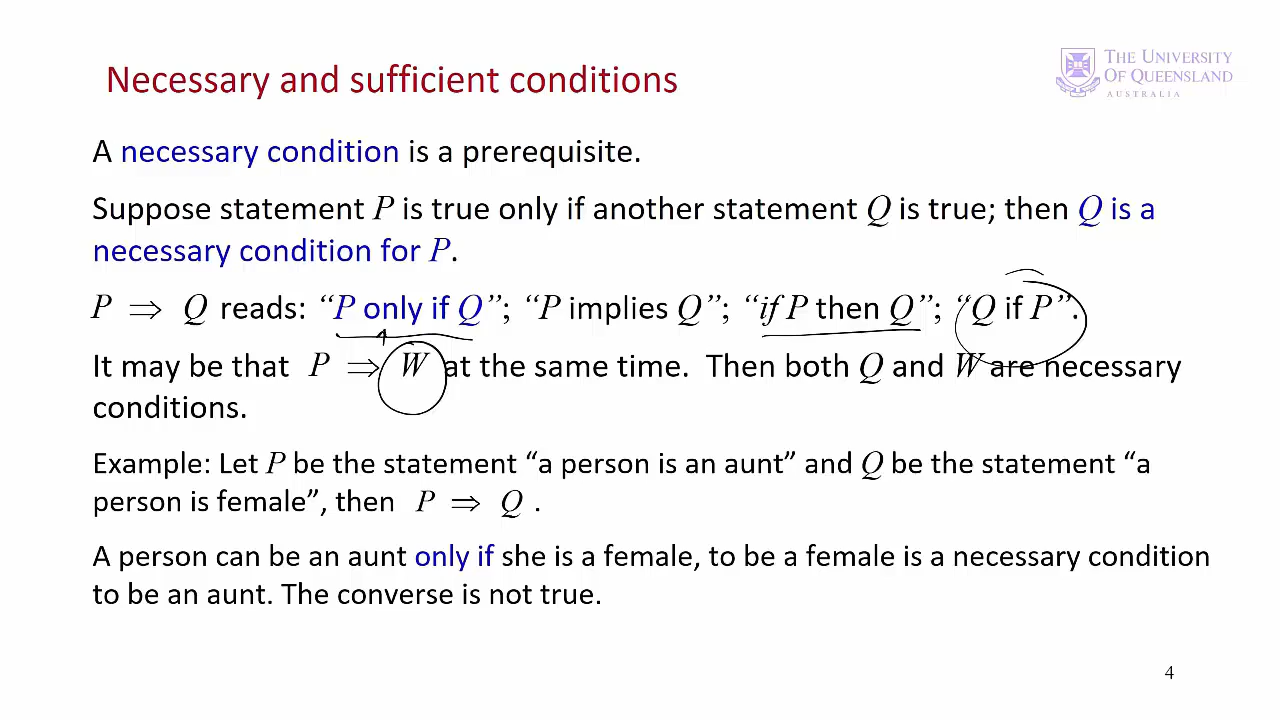 Necessary and sufficient conditions
THE UNIVERSITY
OF QUEENSLAND
AUSTRALIA
A necessary condition is a prerequisite.
Suppose statement P is true only if another statement Q is true; then Q is a
necessary condition for P.
P ⇒ Q reads: “P only if Q”; “P implies Q”; “if P then Q”; “Q if P”.
It may be that P ⇒ W at the same time. Then both Q and W are necessary
conditions.
Example: Let P be the statement “a person is an aunt” and Q be the statement “a
person is female”, then P ⇒ Q .
A person can be an aunt only if she is a female, to be a female is a necessary condition
to be an aunt. The converse is not true.
4